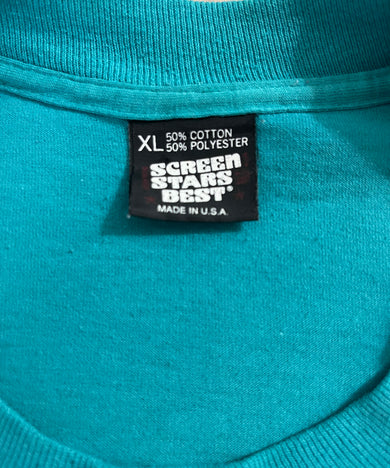 XL 50% COTTON
50% POLYESTER
SCREEN
STARS
BEST®
MADE IN U.S.A.